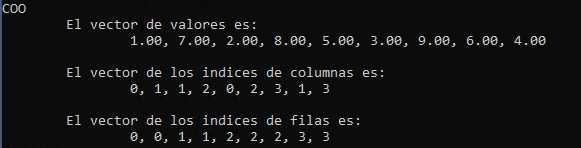 COO
El vector de valores es:
1.00, 7.00, 2.00, 8.00, 5.00, 3.00, 9.00, 6.00, 4.00
El vector de los indices de columnas es:
0, 1, 1, 2, 0, 2, 3, 1, 3
El vector de los indices de filas es:
0, 0, 1, 1, 2, 2, 2, 3, 3